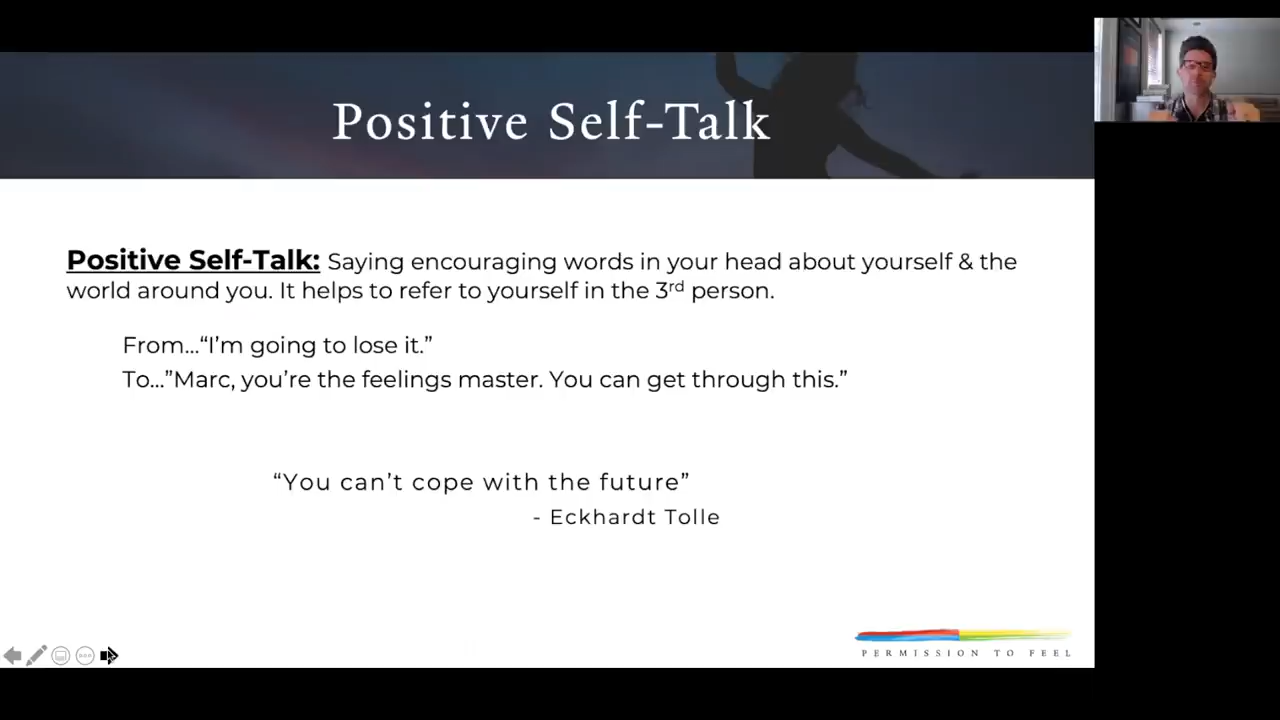 Positive Self-Talk
Positive Self-Talk: Saying encouraging words in your head about yourself & the
world around you. It helps to refer to yourself in the 3rd person.
From...“I’m going to lose it.”
To...”Marc, you’re the feelings master. You can get through this.”
“You can’t cope with the future”
- Eckhardt Tolle
PERMISSION TO FEEL